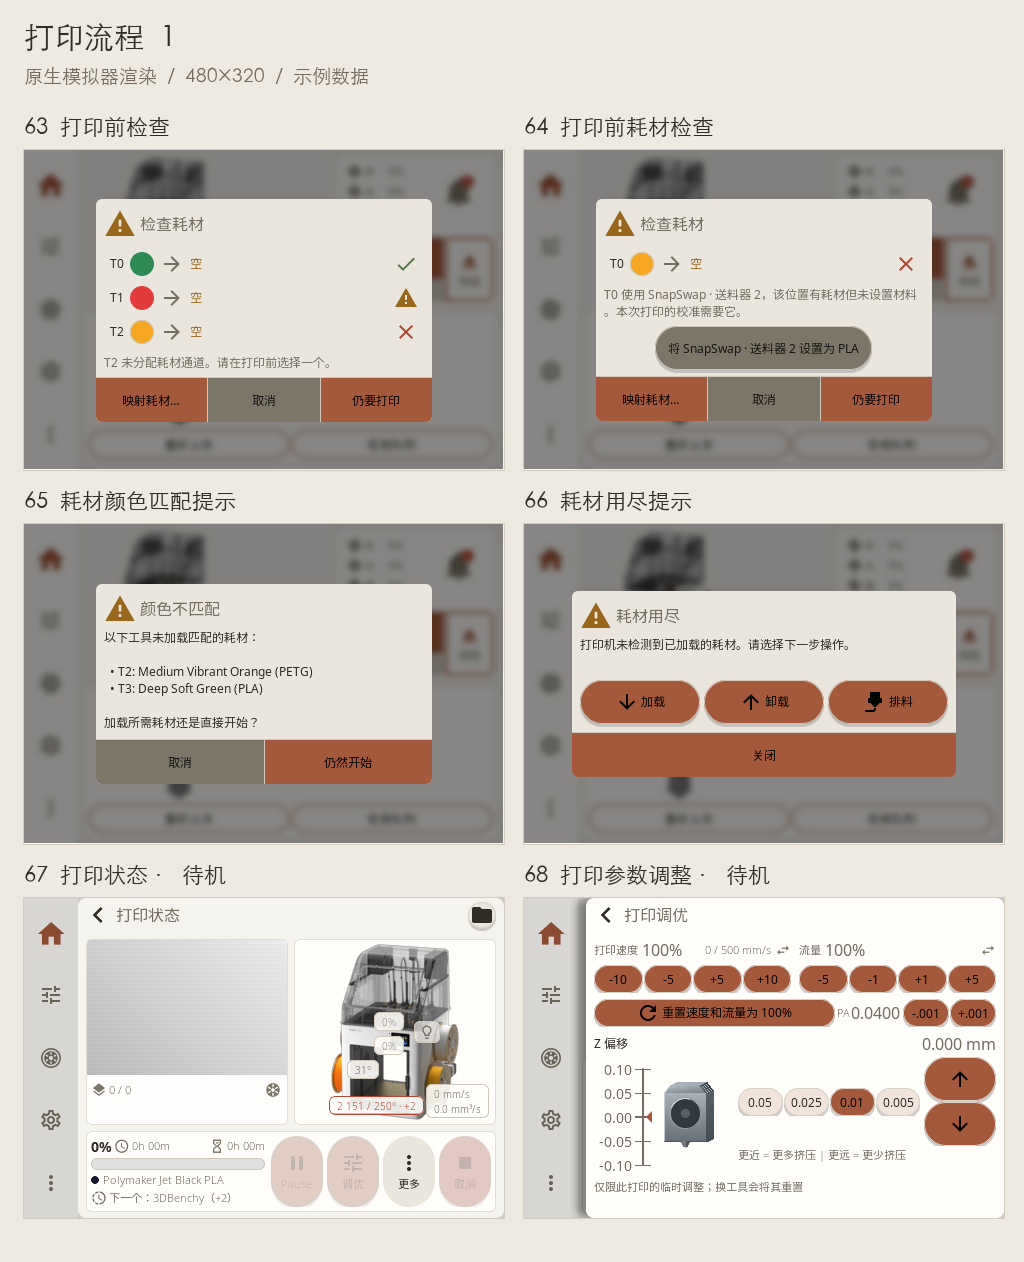 打印流程 1
原生模拟器渲染 / 480×320 / 示例数据
63 打印前检查
64 打印前耗材检查
检查耗材
T0 空
T1 空
T2 空
T2 未分配耗材通道。请在打印前选择一个。
映射耗材... 取消 仍要打印
检查耗材
T0 空
T0 使用 SnapSwap · 送料器 2，该位置有耗材但未设置材料
。本次打印的校准需要它。
将 SnapSwap · 送料器 2 设置为 PLA
映射耗材... 取消 仍要打印
65 耗材颜色匹配提示
66 耗材用尽提示
颜色不匹配
以下工具未加载匹配的耗材：
• T2: Medium Vibrant Orange (PETG)
• T3: Deep Soft Green (PLA)
加载所需耗材还是直接开始？
取消 仍然开始
耗材用尽
打印机未检测到已加载的耗材。请选择下一步操作。
加载 卸载 排料
关闭
67 打印状态 · 待机
68 打印参数调整 · 待机
打印状态
0 / 0
0%
0%
31°
2 151 / 250° · +2
0 mm/s
0.0 mm³/s
0% 0h 00m 0h 00m
Polymaker Jet Black PLA
下一个：3DBenchy（+2）
Pause 调优 更多 取消
打印调优
打印速度 100% 0 / 500 mm/s 流量 100%
-10 -5 +5 +10 -5 -1 +1 +5
重置速度和流量为 100% PA 0.0400 -.001 +.001
Z 偏移 0.000 mm
0.10
0.05
0.00
-0.05
-0.10
0.05 0.025 0.01 0.005
更近 = 更多挤压 | 更远 = 更少挤压
仅限此打印的临时调整；换工具会将其重置